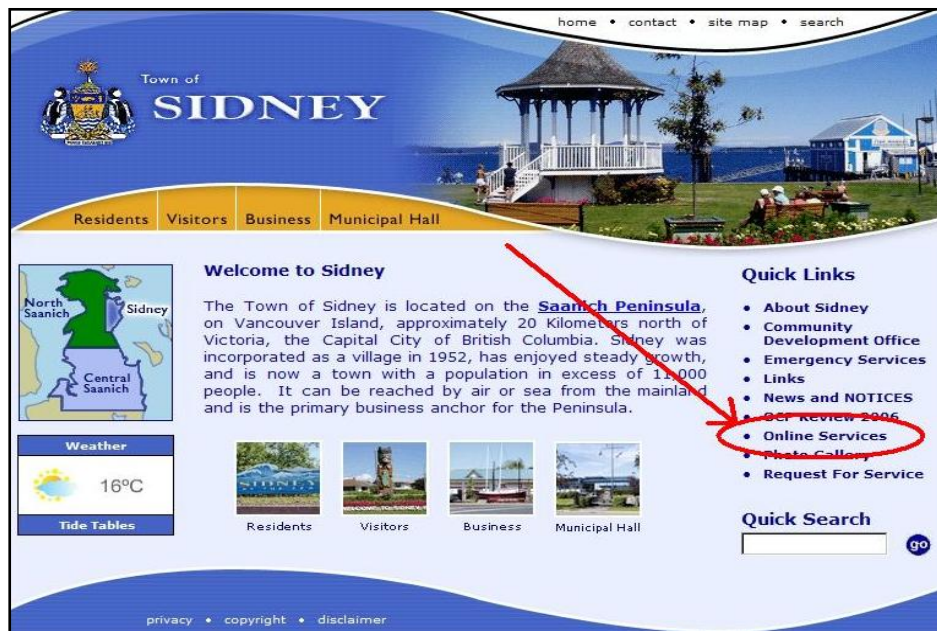 home • contact • site map • search
Town of
SIDNEY
Residents Visitors Business Municipal Hall
North
Saanich
Sidney
Central
Saanich
Weather
16ºC
Tide Tables
Welcome to Sidney
The Town of Sidney is located on the Saanich Peninsula,
on Vancouver Island, approximately 20 Kilometers north of
Victoria, the Capital City of British Columbia. Sidney was
incorporated as a village in 1952, has enjoyed steady growth,
and is now a town with a population in excess of 11,000
people. It can be reached by air or sea from the mainland
and is the primary business anchor for the Peninsula.
SIDNEY
Residents
Visitors
Business
Municipal Hall
Quick Links
• About Sidney
• Community
Development Office
• Emergency Services
• Links
• News and NOTICES
• OCP Review 2006
• Online Services
• Photo Gallery
• Request For Service
Quick Search
go
privacy • copyright • disclaimer